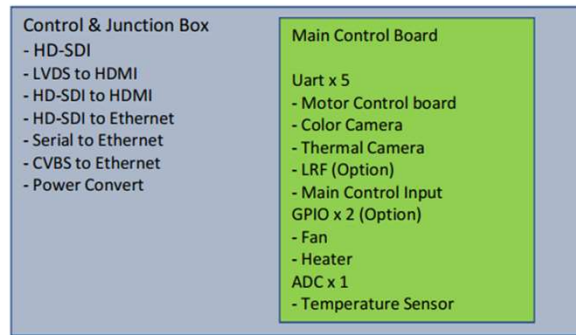 Control & Junction Box
- HD-SDI
- LVDS to HDMI
- HD-SDI to HDMI
- HD-SDI to Ethernet
- Serial to Ethernet
- CVBS to Ethernet
- Power Convert
Main Control Board
Uart x 5
- Motor Control board
- Color Camera
- Thermal Camera
- LRF (Option)
- Main Control Input
GPIO x 2 (Option)
- Fan
- Heater
ADC x 1
- Temperature Sensor